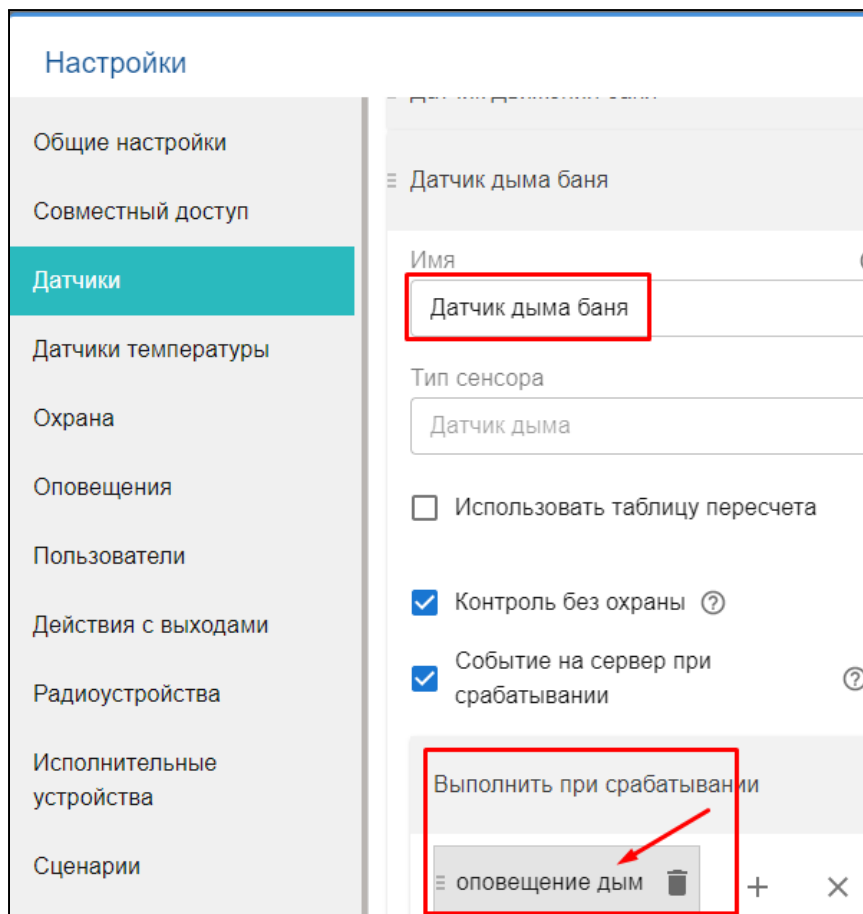 Настройки
Общие настройки
Совместный доступ
Датчики
Датчики температуры
Охрана
Оповещения
Пользователи
Действия с выходами
Радиоустройства
Исполнительные
устройства
Сценарии
Датчик дыма баня
Имя
Датчик дыма баня
Тип сенсора
Датчик дыма
Использовать таблицу пересчета
Контроль без охраны
Событие на сервер при
срабатывании
Выполнить при срабатывании
оповещение дым